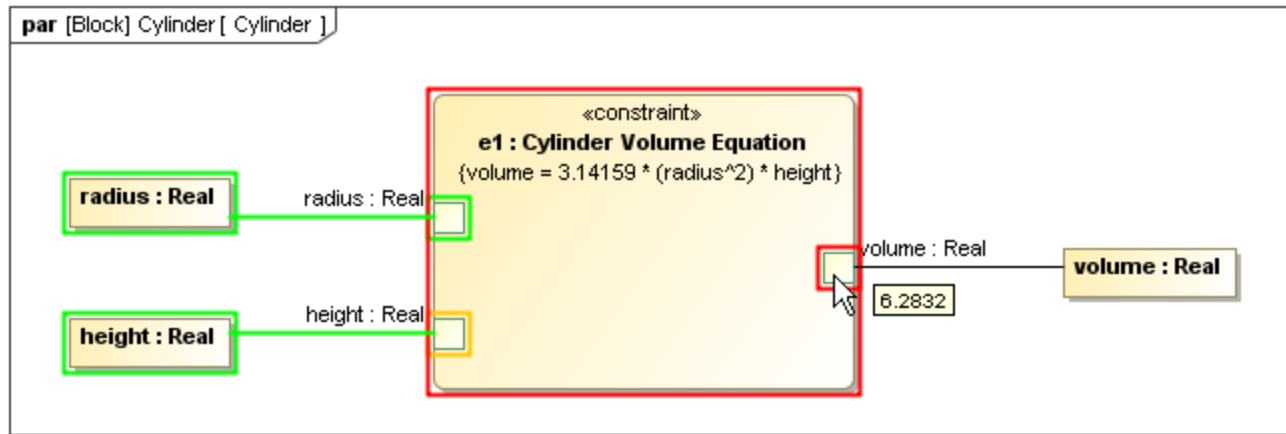 par [Block] Cylinder [ Cylinder ]
«constraint»
e1 : Cylinder Volume Equation
{volume = 3.14159 * (radius^2) * height}
radius : Real
radius : Real
volume : Real
volume : Real
6.2832
height : Real
height : Real